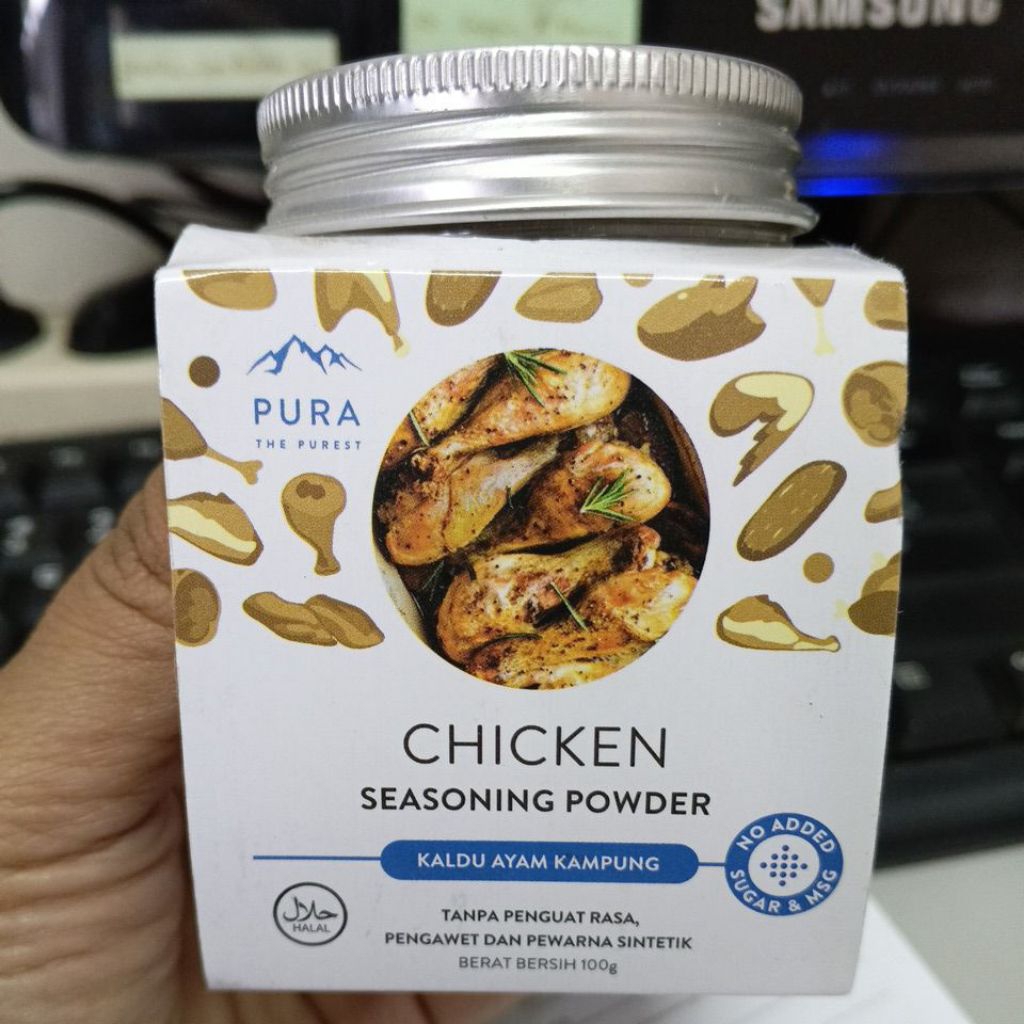 SAMSUNG
PURA
THE PUREST
CHICKEN
SEASONING POWDER
KALDU AYAM KAMPUNG
NO ADDED
SUGAR & MSG
حلال
HALAL
TANPA PENGUAT RASA,
PENGAWET DAN PEWARNA SINTETIK
BERAT BERSIH 100g